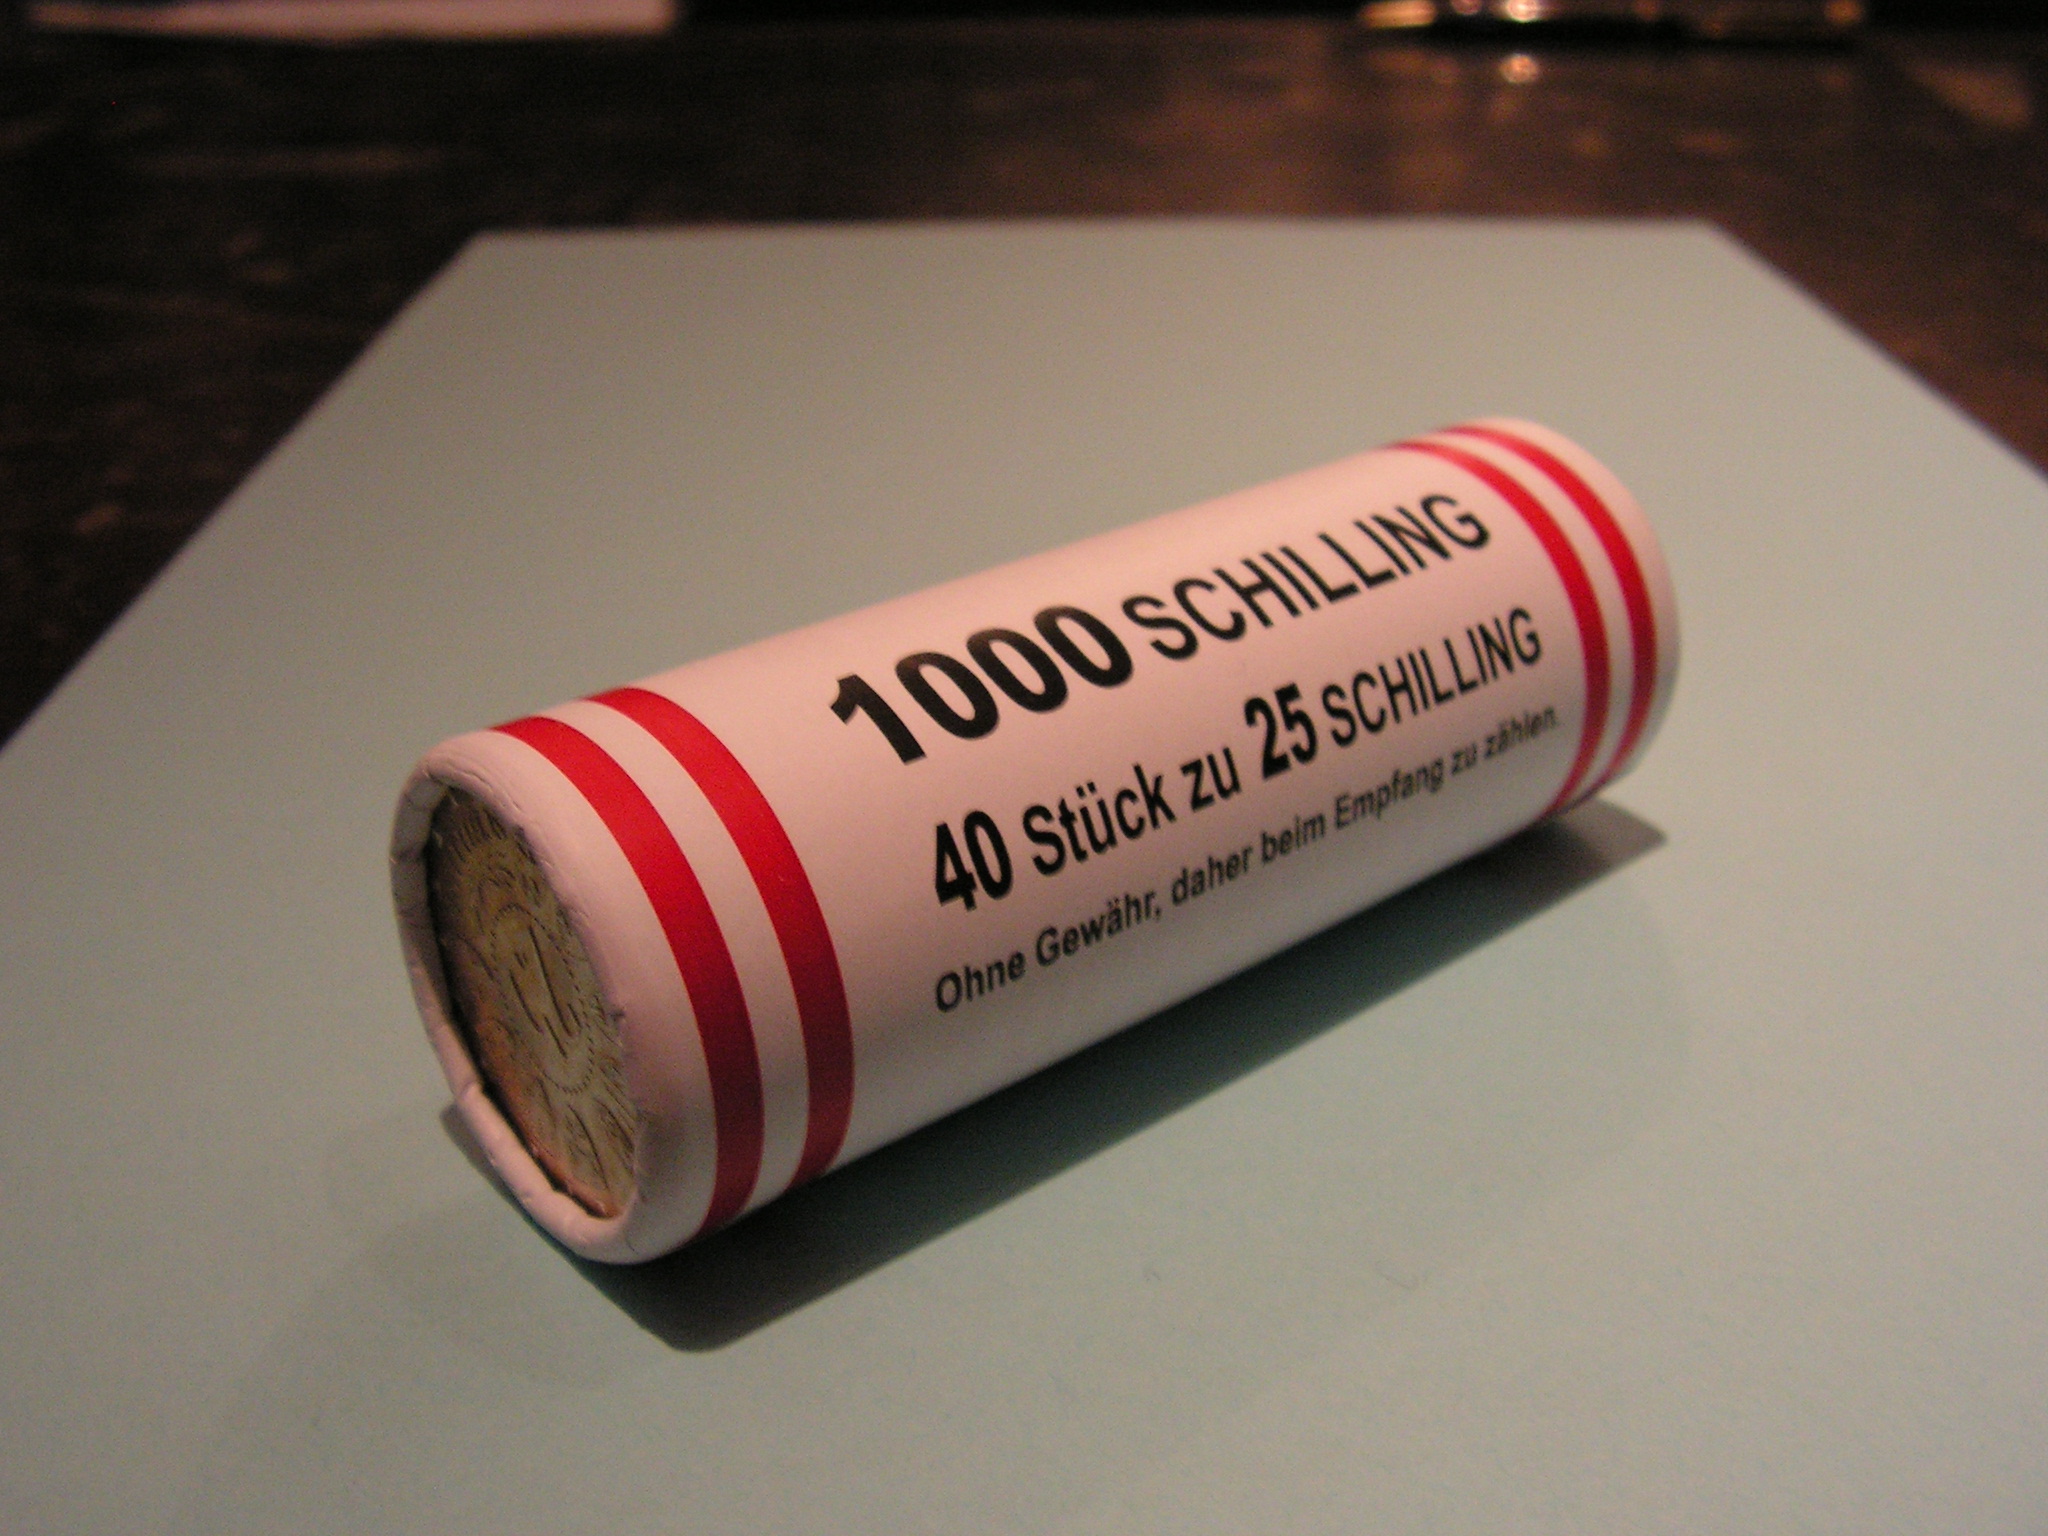 1000 SCHILLING
40 Stück zu 25 SCHILLING
Ohne Gewähr, daher beim Empfang zu zählen.